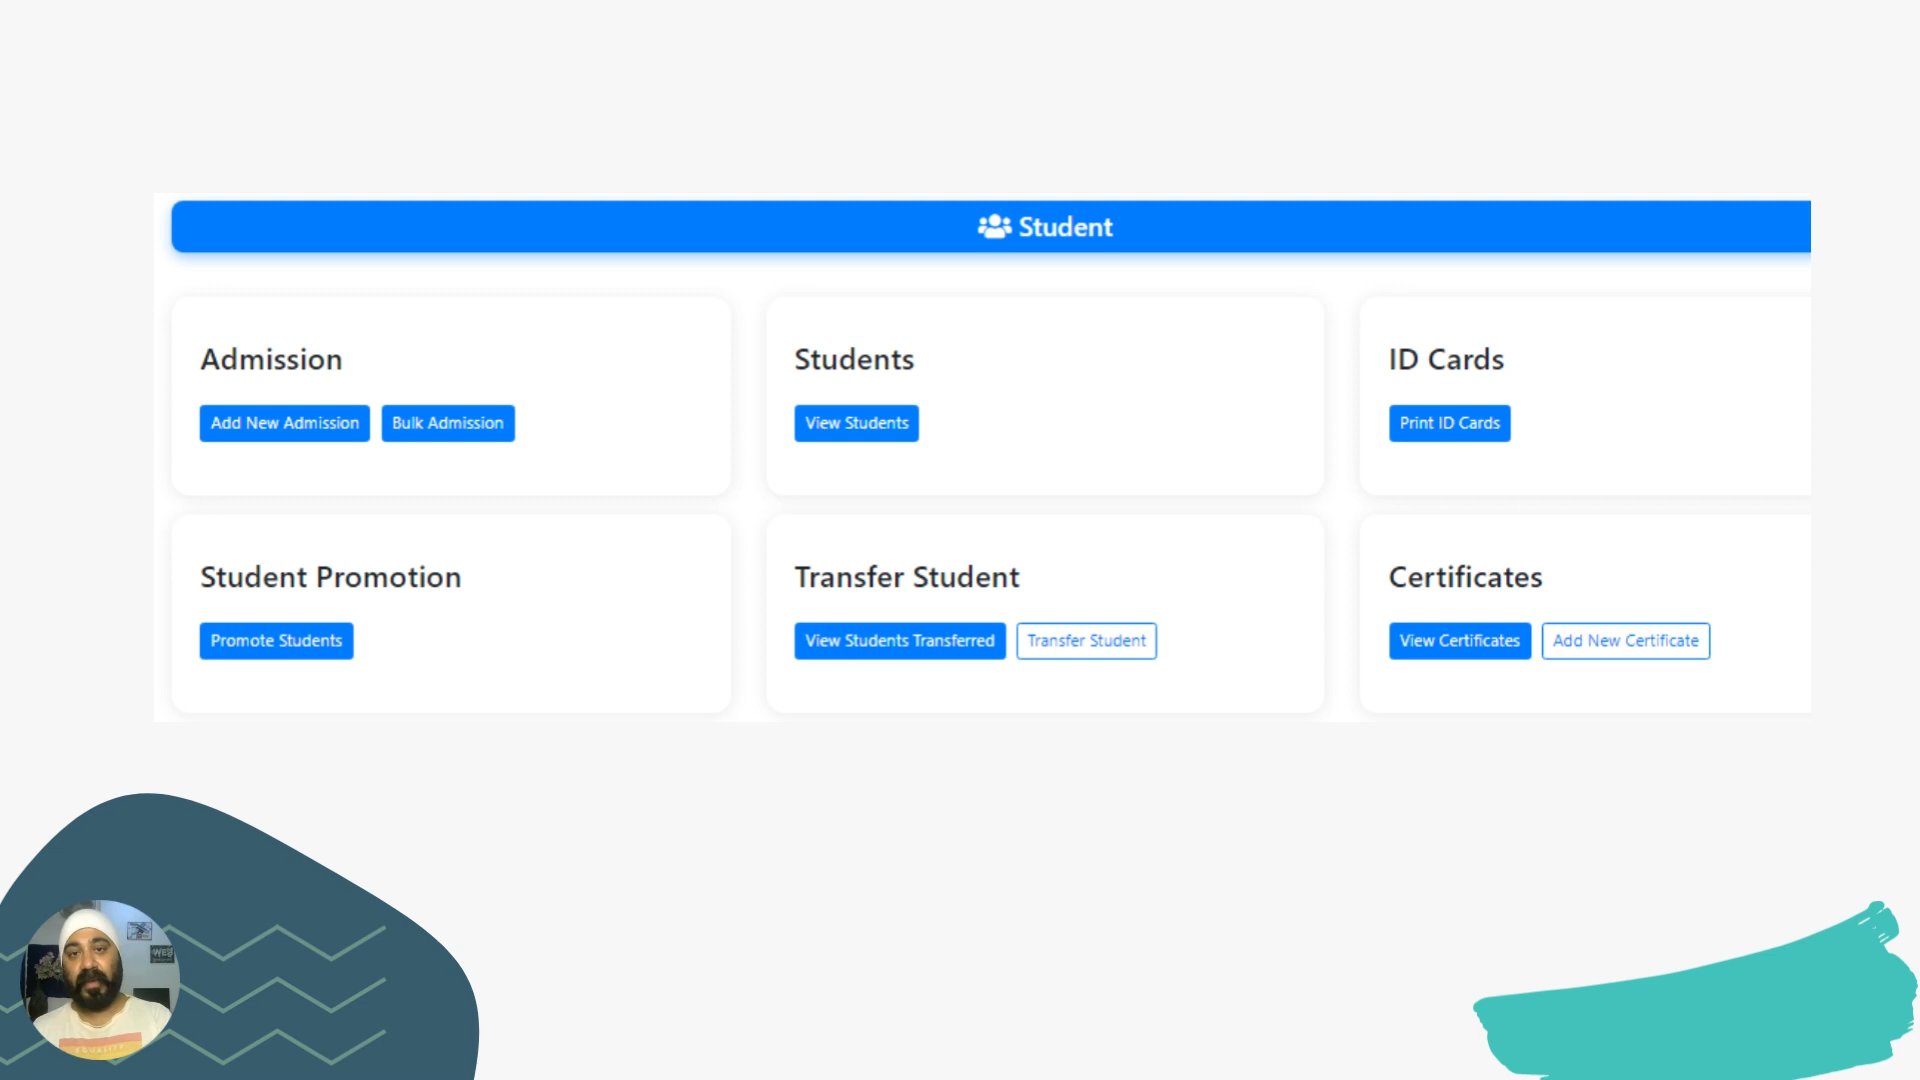 Student
Admission
Add New Admission
Bulk Admission
Students
View Students
ID Cards
Print ID Cards
Student Promotion
Promote Students
Transfer Student
View Students Transferred
Transfer Student
Certificates
View Certificates
Add New Certificate